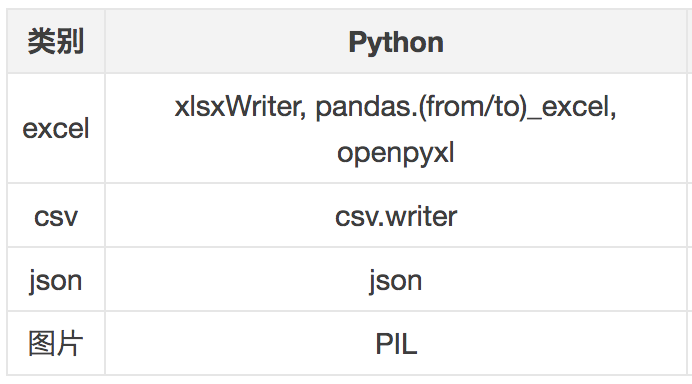 类别 Python
excel xlsxWriter, pandas.(from/to)_excel,
openpyxl
csv csv.writer
json json
图片 PIL